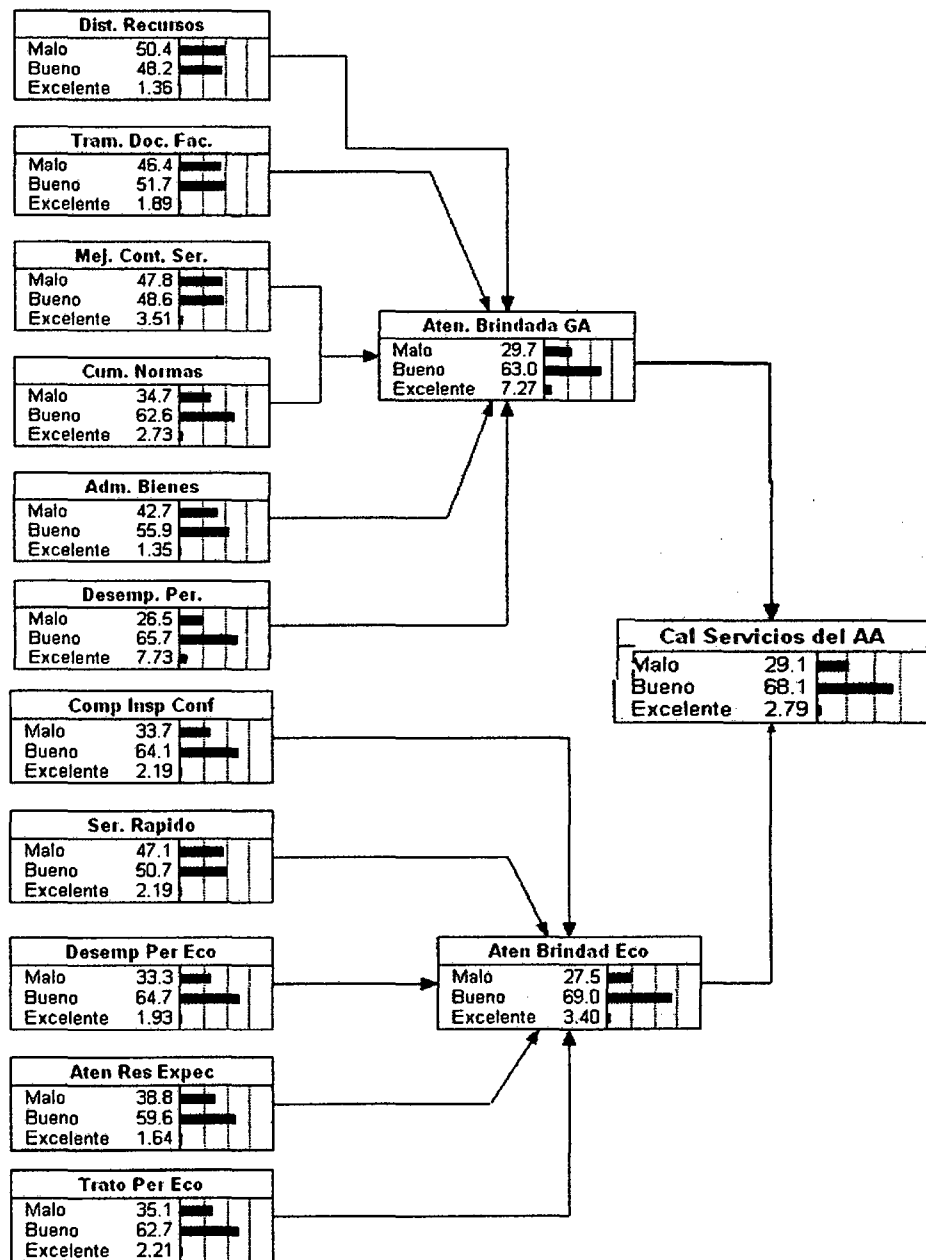 Dist. Recursos
Malo 50.4
Bueno 48.2
Excelente 1.36
Tram. Doc. Fac.
Malo 46.4
Bueno 51.7
Excelente 1.89
Mej. Cont. Ser.
Malo 47.8
Bueno 48.6
Excelente 3.51
Aten. Brindada GA
Malo 29.7
Bueno 63.0
Excelente 7.27
Cum. Normas
Malo 34.7
Bueno 62.6
Excelente 2.73
Adm. Bienes
Malo 42.7
Bueno 55.9
Excelente 1.35
Desemp. Per.
Malo 26.5
Bueno 65.7
Excelente 7.73
Cal Servicios del AA
Malo 29.1
Bueno 68.1
Excelente 2.79
Comp Insp Conf
Malo 33.7
Bueno 64.1
Excelente 2.19
Ser. Rapido
Malo 47.1
Bueno 50.7
Excelente 2.19
Desemp Per Eco
Malo 33.3
Bueno 64.7
Excelente 1.93
Aten Brindad Eco
Malo 27.5
Bueno 69.0
Excelente 3.40
Aten Res Expec
Malo 38.8
Bueno 59.6
Excelente 1.64
Trato Per Eco
Malo 35.1
Bueno 62.7
Excelente 2.21